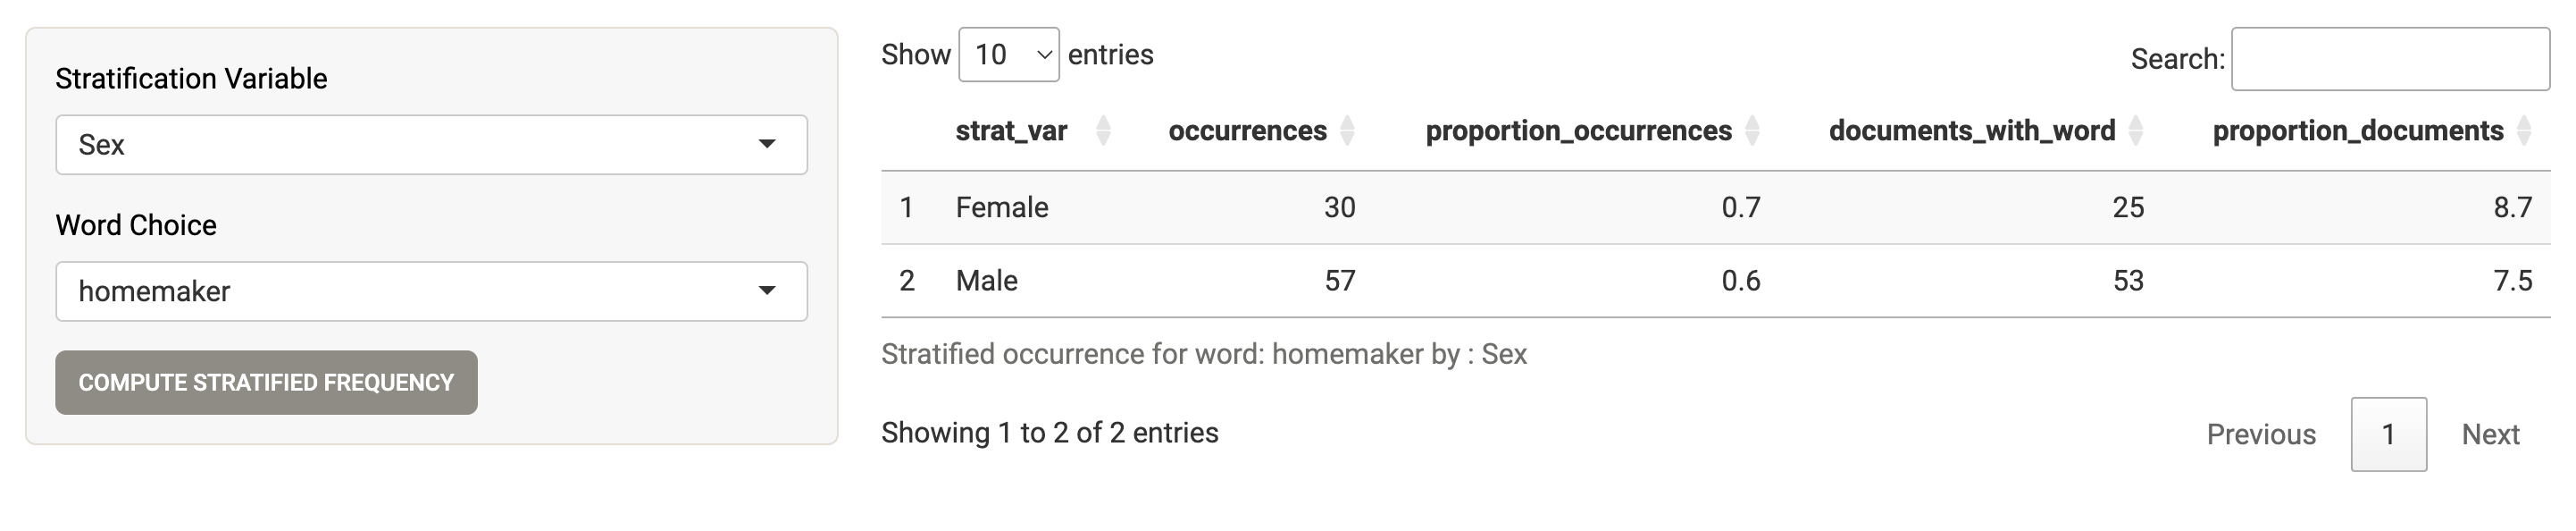 Stratification Variable
Sex
Word Choice
homemaker
COMPUTE STRATIFIED FREQUENCY
Show 10 entries
Search:
strat_var occurrences proportion_occurrences documents_with_word proportion_documents
1 Female 30 0.7 25 8.7
2 Male 57 0.6 53 7.5
Stratified occurrence for word: homemaker by : Sex
Showing 1 to 2 of 2 entries
Previous 1 Next